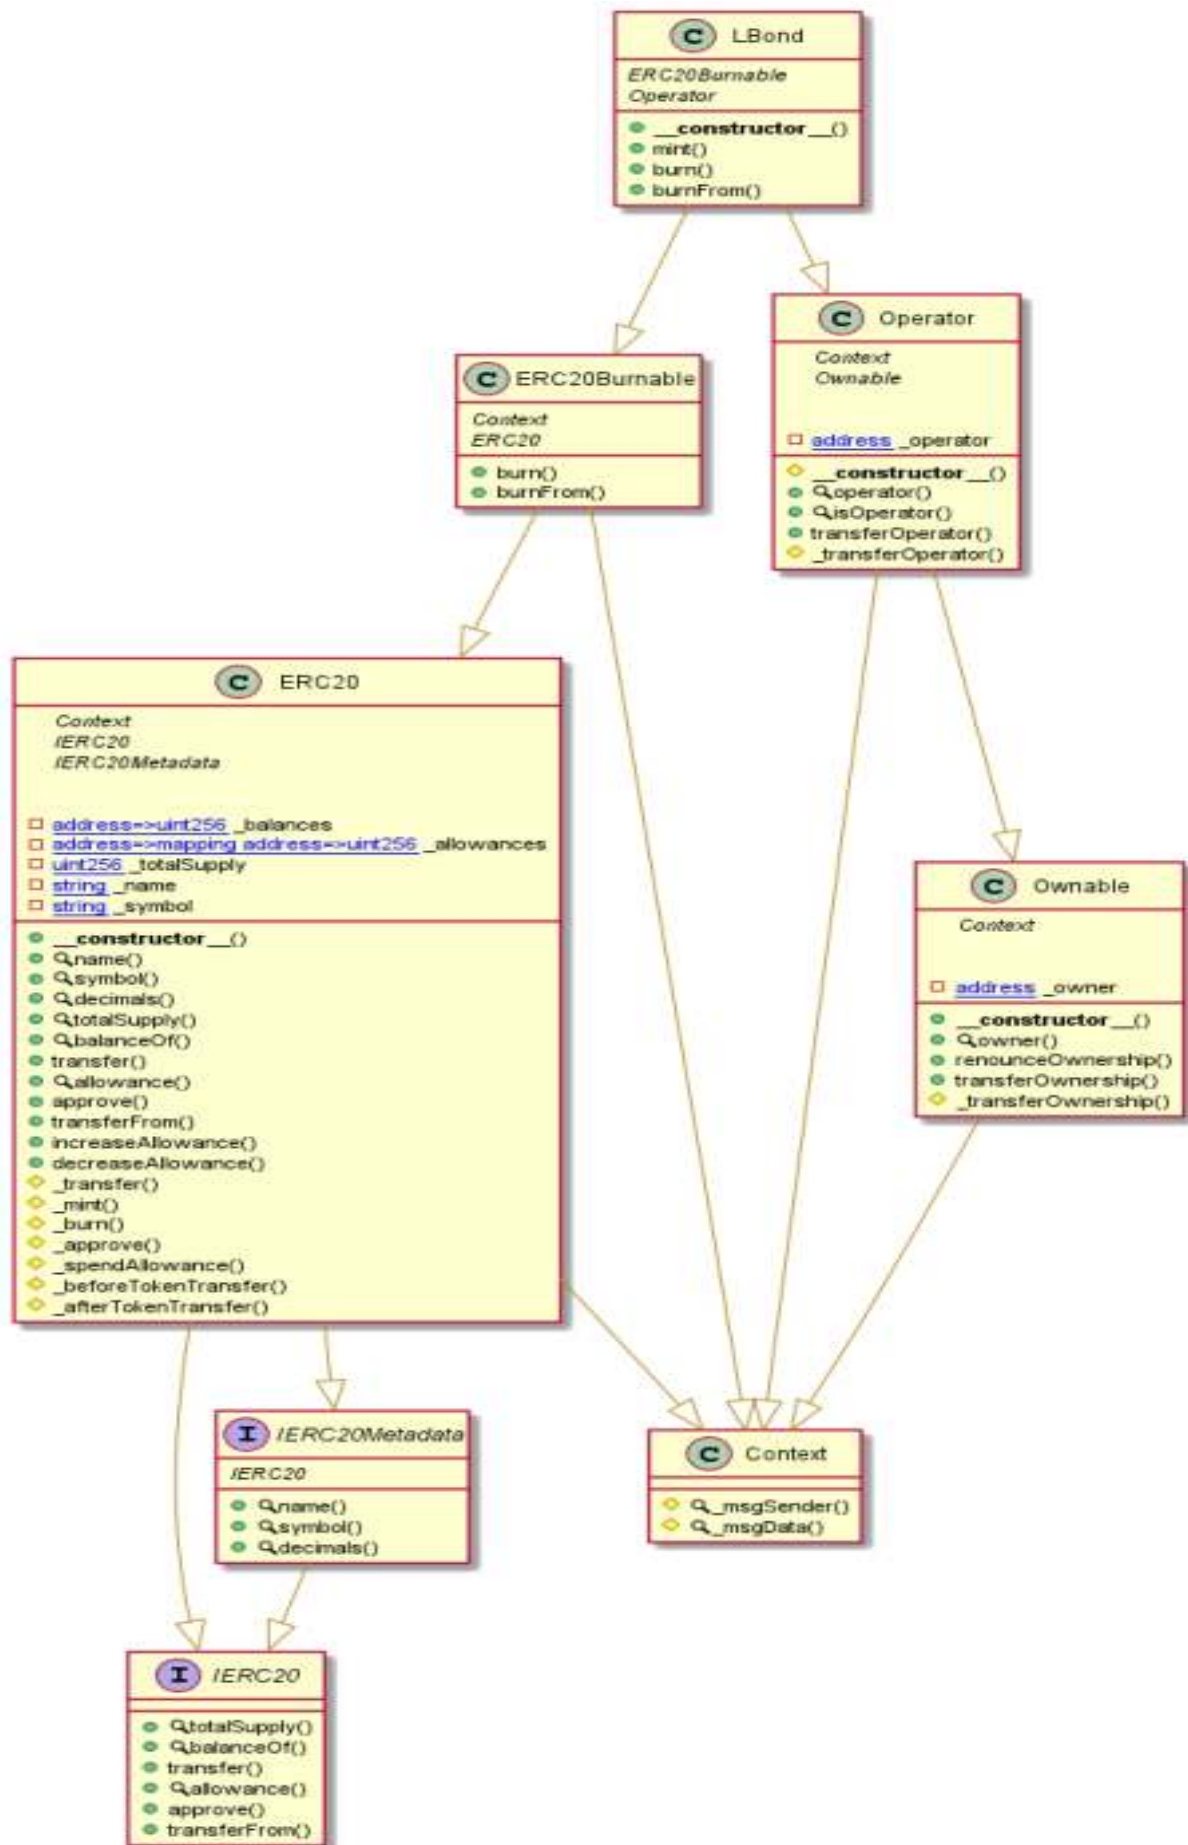 C LBond
ERC20Burnable
Operator
__constructor__()
mint()
burn()
burnFrom()
C Operator
Context
Ownable
address _operator
__constructor__()
operator()
isOperator()
transferOperator()
_transferOperator()
C ERC20Burnable
Context
ERC20
burn()
burnFrom()
C ERC20
Context
IERC20
IERC20Metadata
address=>uint256 _balances
address=>mapping address=>uint256 _allowances
uint256 _totalSupply
string _name
string _symbol
__constructor__()
name()
symbol()
decimals()
totalSupply()
balanceOf()
transfer()
allowance()
approve()
transferFrom()
increaseAllowance()
decreaseAllowance()
_transfer()
_mint()
_burn()
_approve()
_spendAllowance()
_beforeTokenTransfer()
_afterTokenTransfer()
C Ownable
Context
address _owner
__constructor__()
owner()
renounceOwnership()
transferOwnership()
_transferOwnership()
I IERC20Metadata
IERC20
name()
symbol()
decimals()
C Context
_msgSender()
_msgData()
I IERC20
totalSupply()
balanceOf()
transfer()
allowance()
approve()
transferFrom()